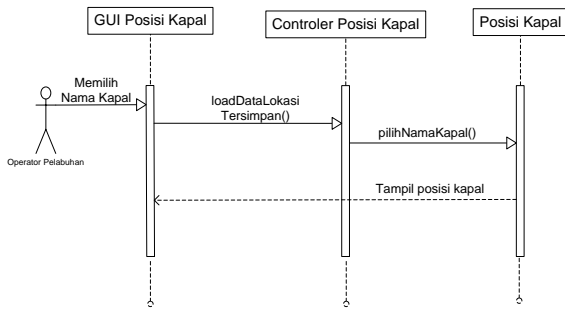 GUI Posisi Kapal
Controler Posisi Kapal
Posisi Kapal
Memilih
Nama Kapal
loadDataLokasi
Tersimpan()
pilihNamaKapal()
Operator Pelabuhan
Tampil posisi kapal